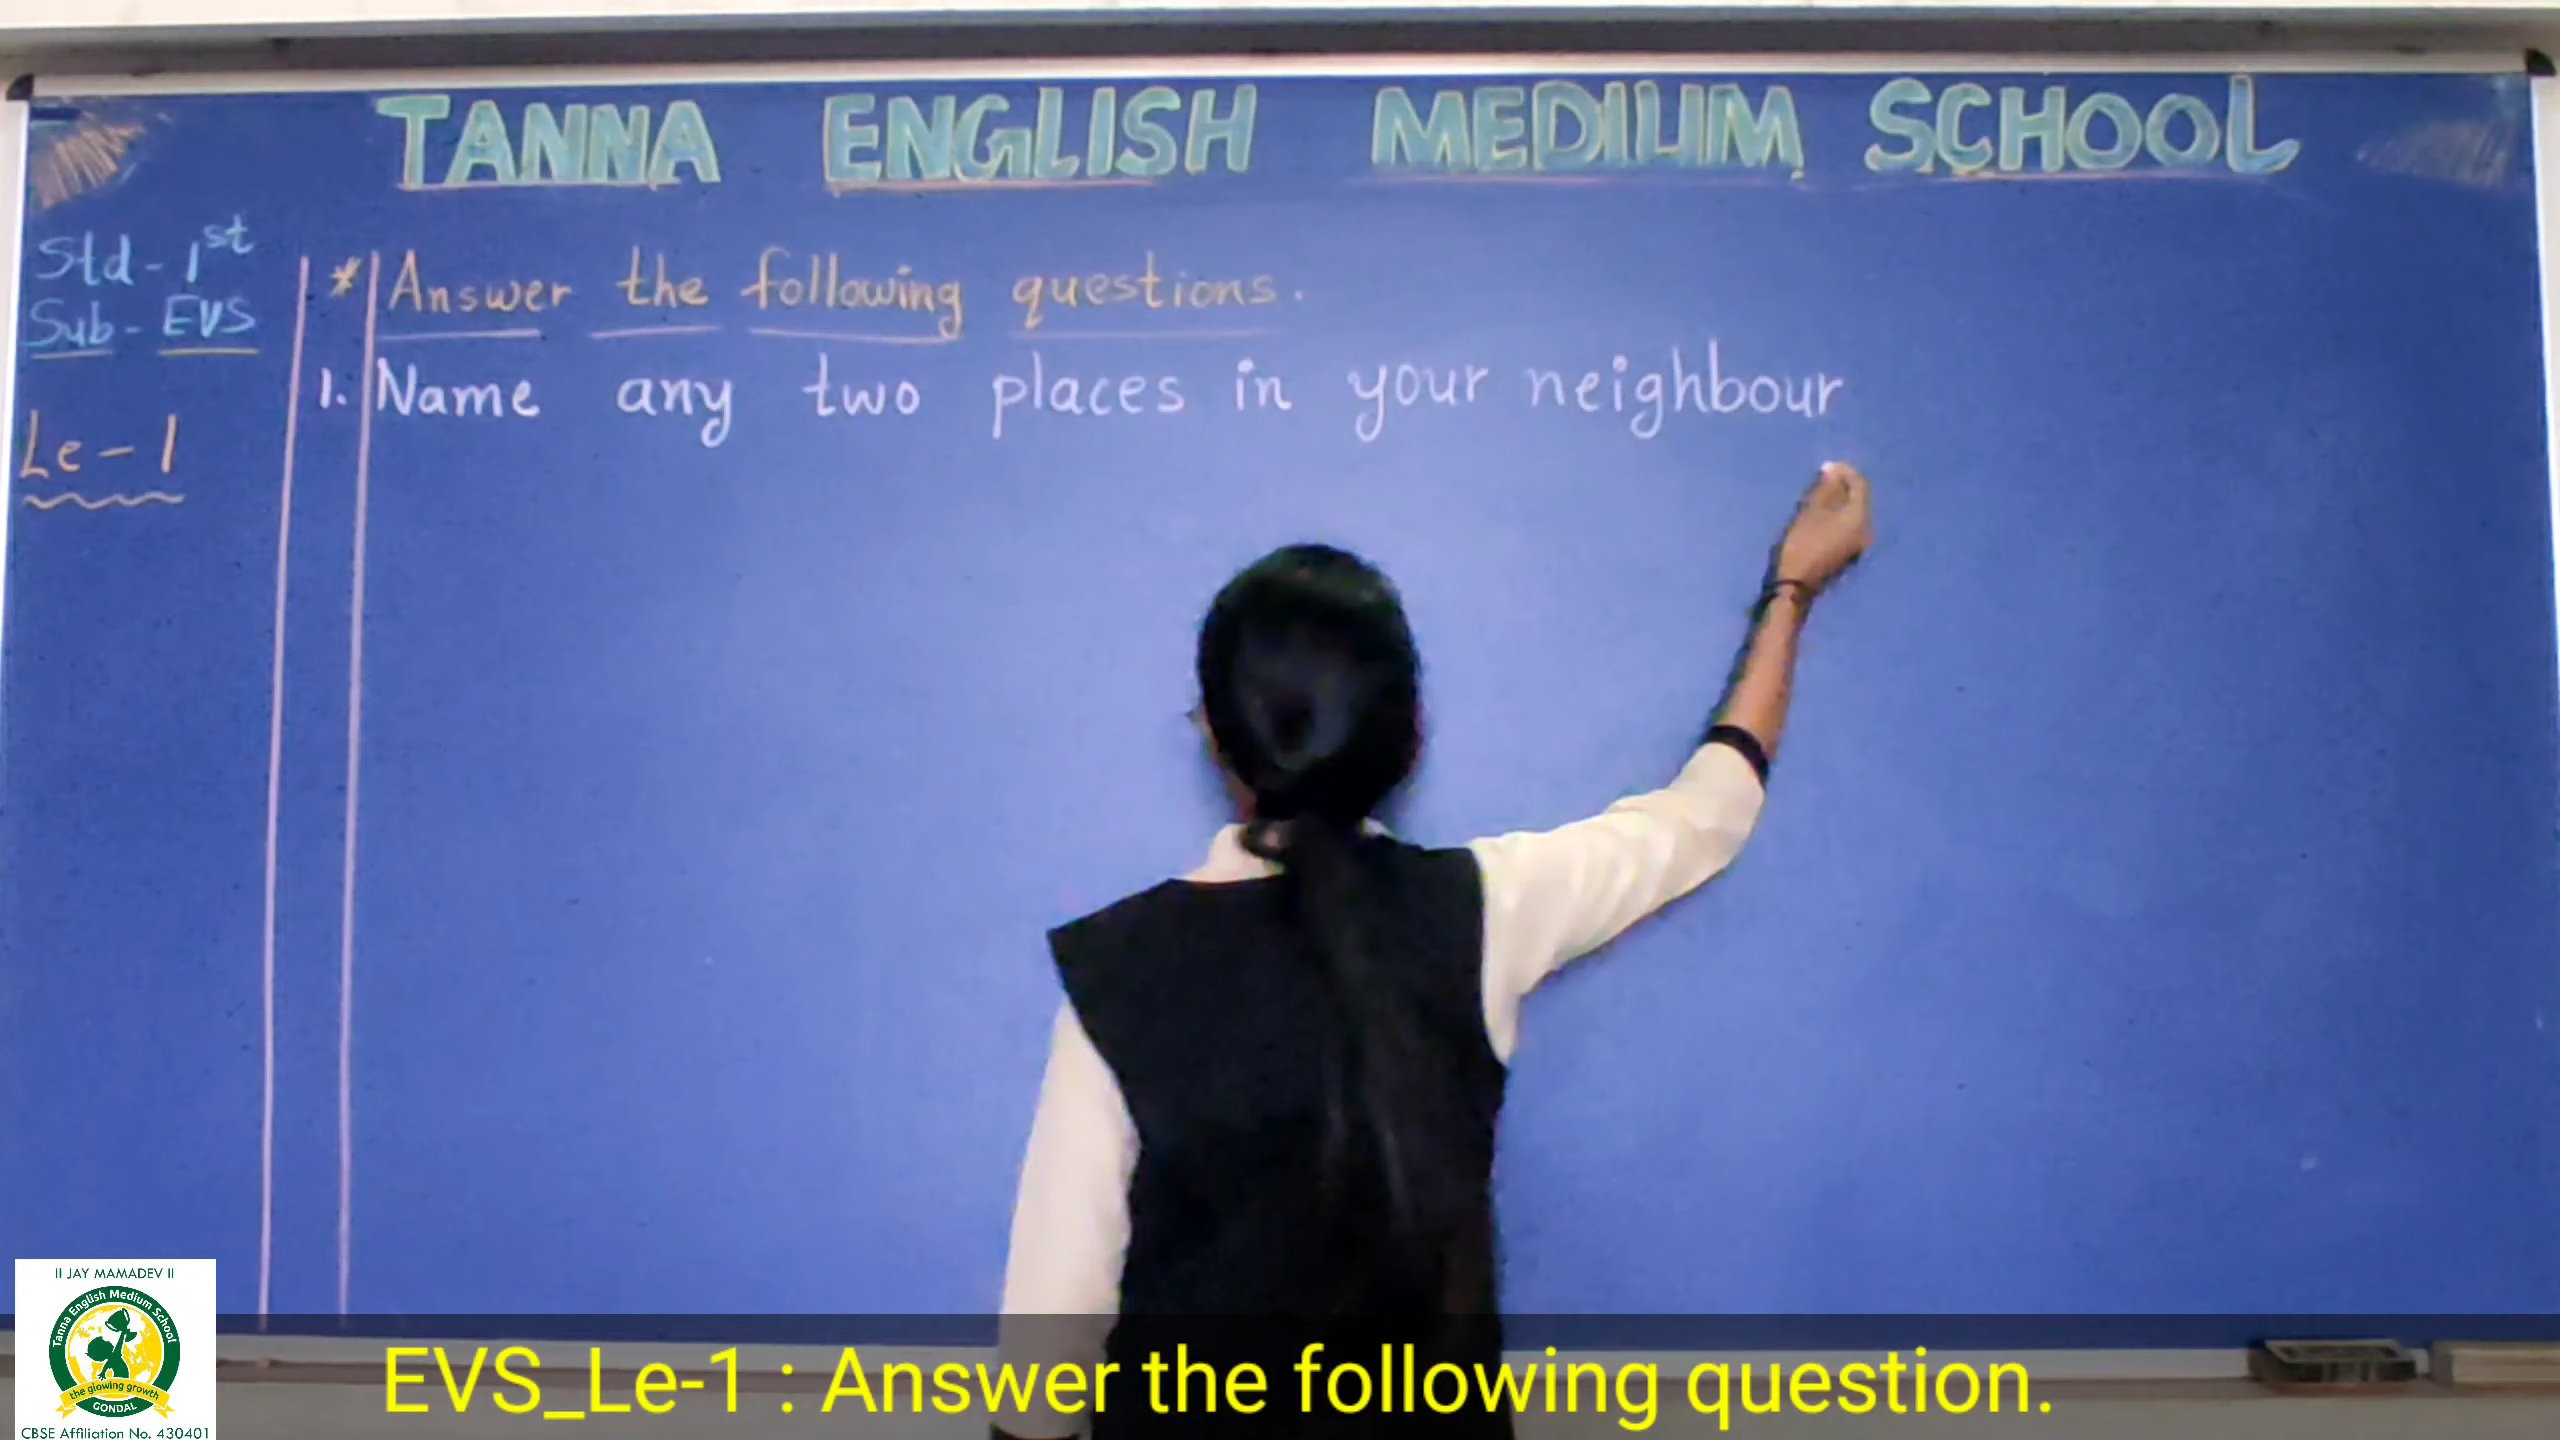 TANNA ENGLISH MEDIUM SCHOOL
Std - 1st
Sub - EVS
Le - 1
* Answer the following questions.
1. Name any two places in your neighbour
II JAY MAMADEV II
Tanna English Medium School
the glowing growth
GONDAL
CBSE Affiliation No. 430401
EVS_Le-1 : Answer the following question.